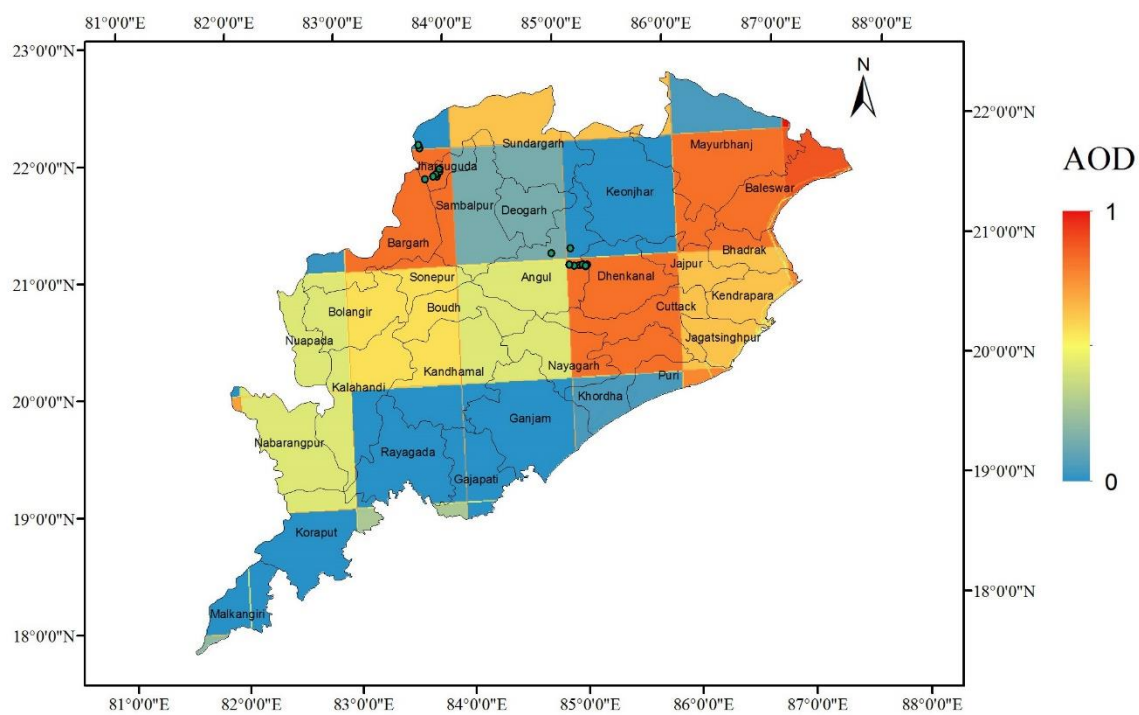 81°0'0"E 82°0'0"E 83°0'0"E 84°0'0"E 85°0'0"E 86°0'0"E 87°0'0"E 88°0'0"E
23°0'0"N
N
22°0'0"N
Sundargarh
Mayurbhanj
AOD
22°0'0"N
Jharsuguda
Keonjhar
Baleswar
Sambalpur
Deogarh
1
21°0'0"N
Bargarh
Bhadrak
Jajpur
21°0'0"N
Sonepur
Angul
Dhenkanal
Kendrapara
Bolangir
Boudh
Cuttack
Nuapada
Jagatsinghpur
20°0'0"N
Kandhamal
Nayagarh
Puri
Kalahandi
Khordha
20°0'0"N
Ganjam
Nabarangpur
Rayagada
0
Gajapati
19°0'0"N
19°0'0"N
Koraput
18°0'0"N
Malkangiri
18°0'0"N
81°0'0"E 82°0'0"E 83°0'0"E 84°0'0"E 85°0'0"E 86°0'0"E 87°0'0"E 88°0'0"E